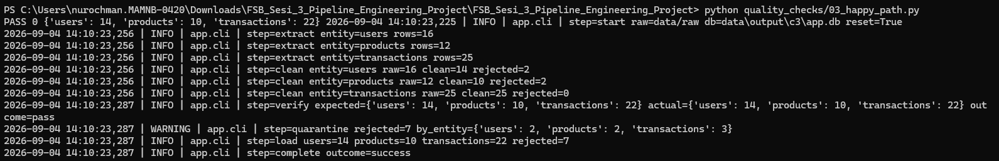 PS C:\Users\nurochman.MAMNB-0420\Downloads\FSB_Sesi_3_Pipeline_Engineering_Project\FSB_Sesi_3_Pipeline_Engineering_Project> python quality_checks/03_happy_path.py
PASS 0 {'users': 14, 'products': 10, 'transactions': 22} 2026-09-04 14:10:23,225 | INFO | app.cli | step=start raw=data/raw db=data\output\c3\app.db reset=True
2026-09-04 14:10:23,256 | INFO | app.cli | step=extract entity=users rows=16
2026-09-04 14:10:23,256 | INFO | app.cli | step=extract entity=products rows=12
2026-09-04 14:10:23,256 | INFO | app.cli | step=extract entity=transactions rows=25
2026-09-04 14:10:23,256 | INFO | app.cli | step=clean entity=users raw=16 clean=14 rejected=2
2026-09-04 14:10:23,256 | INFO | app.cli | step=clean entity=products raw=12 clean=10 rejected=2
2026-09-04 14:10:23,256 | INFO | app.cli | step=clean entity=transactions raw=25 clean=25 rejected=0
2026-09-04 14:10:23,287 | INFO | app.cli | step=verify expected={'users': 14, 'products': 10, 'transactions': 22} actual={'users': 14, 'products': 10, 'transactions': 22} out
come=pass
2026-09-04 14:10:23,287 | WARNING | app.cli | step=quarantine rejected=7 by_entity={'users': 2, 'products': 2, 'transactions': 3}
2026-09-04 14:10:23,287 | INFO | app.cli | step=load users=14 products=10 transactions=22 rejected=7
2026-09-04 14:10:23,287 | INFO | app.cli | step=complete outcome=success